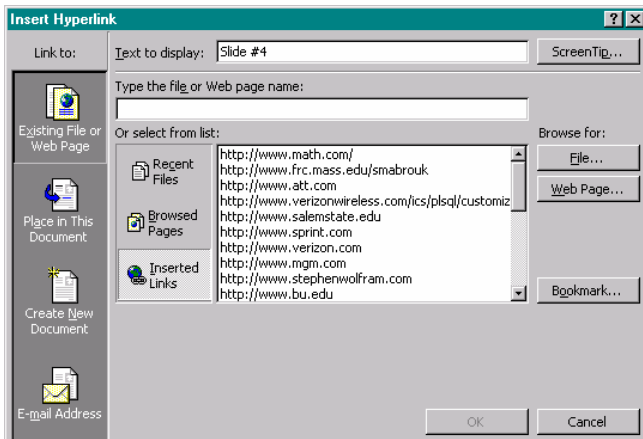 Insert Hyperlink
Link to:
Text to display:
Slide #4
ScreenTip...
Type the file or Web page name:
Existing File or
Web Page
Or select from list:
Browse for:
Recent
Files
Browsed
Pages
Inserted
Links
http://www.math.com/
http://www.frc.mass.edu/smabrouk
http://www.att.com
http://www.verizonwireless.com/ics/plsql/customiz
http://www.salemstate.edu
http://www.sprint.com
http://www.verizon.com
http://www.mgm.com
http://www.stephenwolfram.com
http://www.bu.edu
File...
Web Page...
Bookmark...
Place in This
Document
Create New
Document
E-mail Address
OK
Cancel